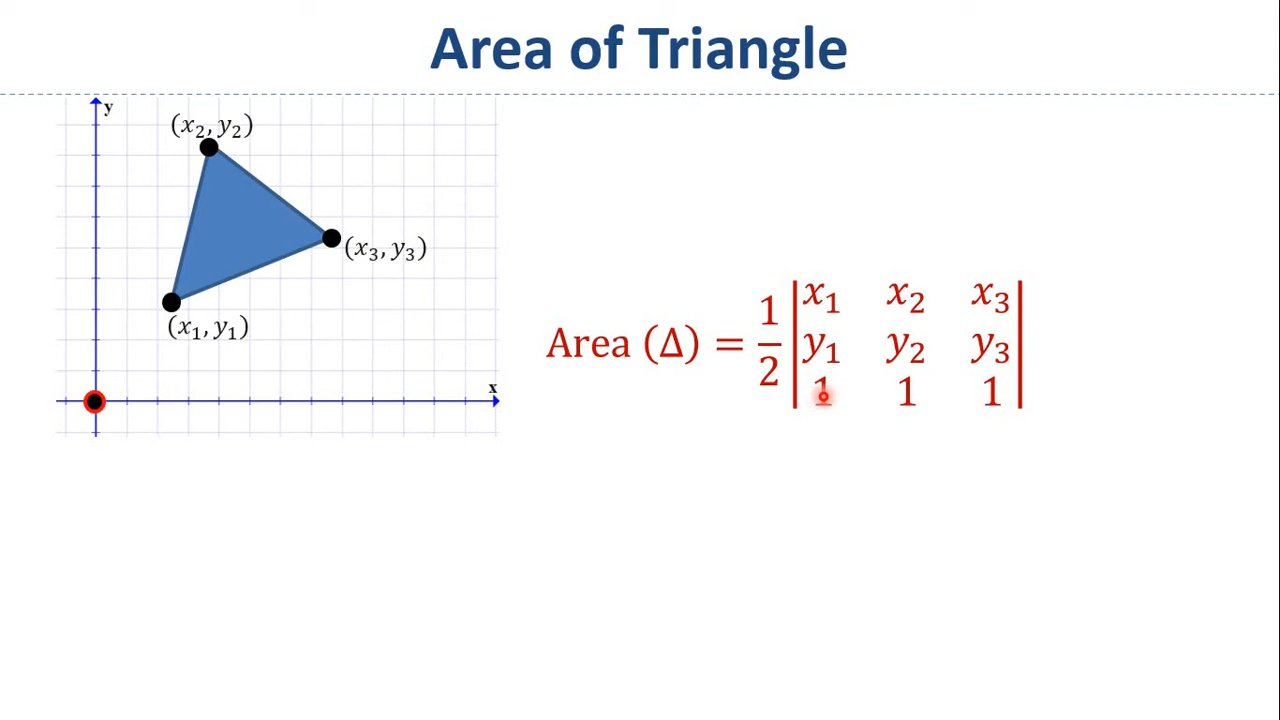 Area of Triangle
y
(x₂, y₂)
(x₃, y₃)
(x₁, y₁)
x
Area (Δ) = 1/2 |x₁ x₂ x₃|
|y₁ y₂ y₃|
|1 1 1|